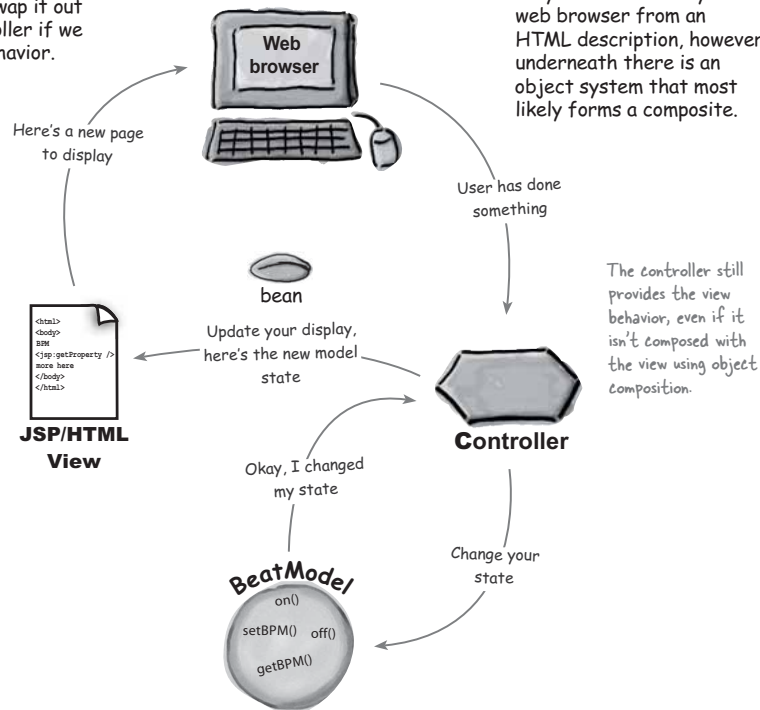 wap it out
oller if we
havior.
web browser from an
HTML description, however
underneath there is an
object system that most
likely forms a composite.
Web
browser
Here's a new page
to display
User has done
something
bean
Update your display,
here's the new model
state
The controller still
provides the view
behavior, even if it
isn't composed with
the view using object
composition.
<html>
<body>
BPM
<jsp:getProperty />
more here
</body>
</html>
JSP/HTML
View
Controller
Okay, I changed
my state
Change your
state
BeatModel
on()
setBPM() off()
getBPM()